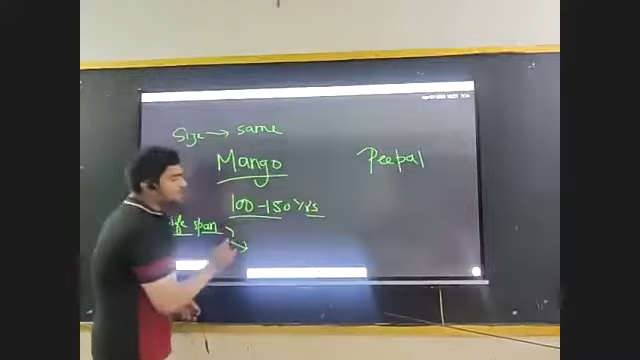 Size → same
Mango Peepal
100-150 Yrs
life span →